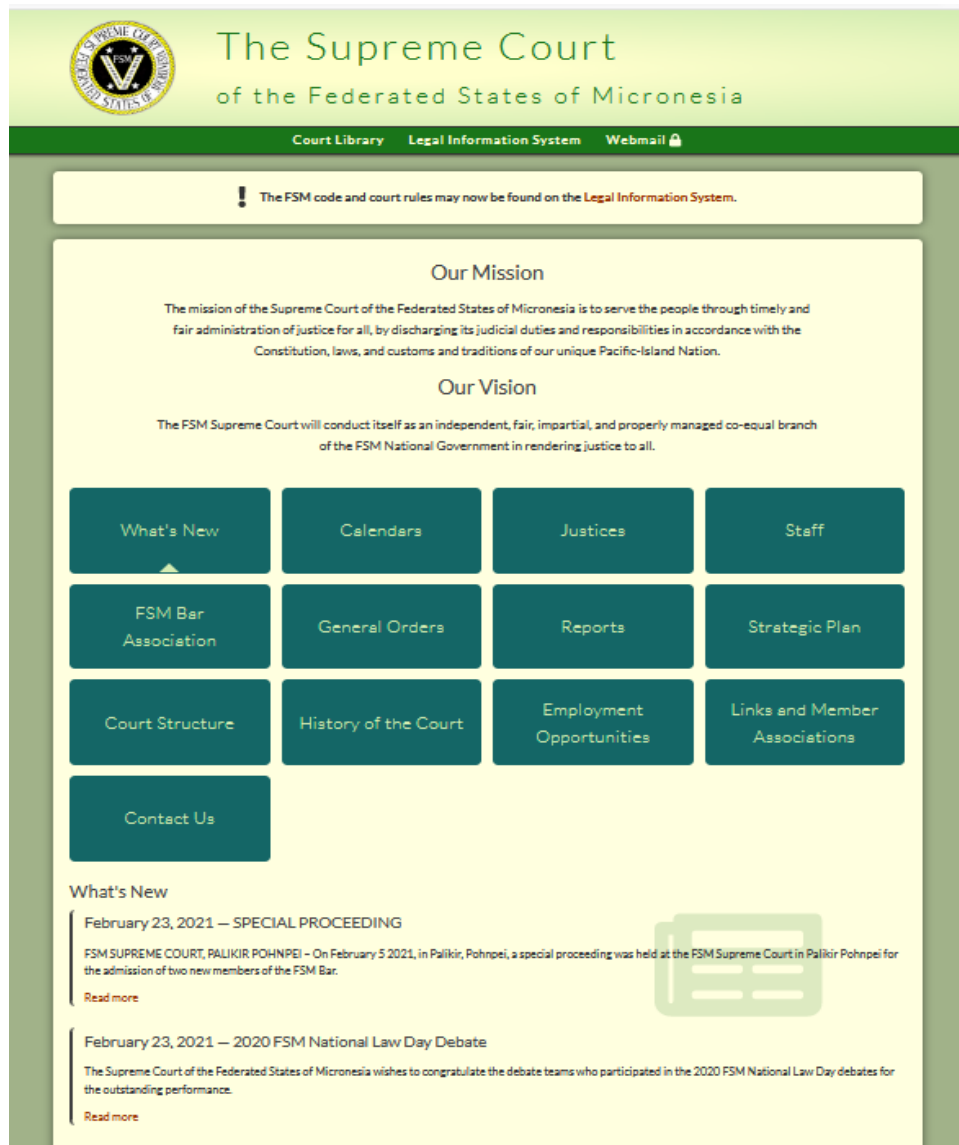 SUPREME COURT DIVISION
FSM
STATES OF
The Supreme Court
of the Federated States of Micronesia
Court Library Legal Information System Webmail
The FSM code and court rules may now be found on the Legal Information System.
Our Mission
The mission of the Supreme Court of the Federated States of Micronesia is to serve the people through timely and
fair administration of justice for all, by discharging its judicial duties and responsibilities in accordance with the
Constitution, laws, and customs and traditions of our unique Pacific-Island Nation.
Our Vision
The FSM Supreme Court will conduct itself as an independent, fair, impartial, and properly managed co-equal branch
of the FSM National Government in rendering justice to all.
What's New
Calendars
Justices
Staff
FSM Bar
Association
General Orders
Reports
Strategic Plan
Court Structure
History of the Court
Employment
Opportunities
Links and Member
Associations
Contact Us
What's New
February 23, 2021 — SPECIAL PROCEEDING
FSM SUPREME COURT, PALIKIR POHNPEI – On February 5 2021, in Palikir, Pohnpei, a special proceeding was held at the FSM Supreme Court in Palikir Pohnpei for
the admission of two new members of the FSM Bar.
Read more
February 23, 2021 — 2020 FSM National Law Day Debate
The Supreme Court of the Federated States of Micronesia wishes to congratulate the debate teams who participated in the 2020 FSM National Law Day debates for
the outstanding performance.
Read more